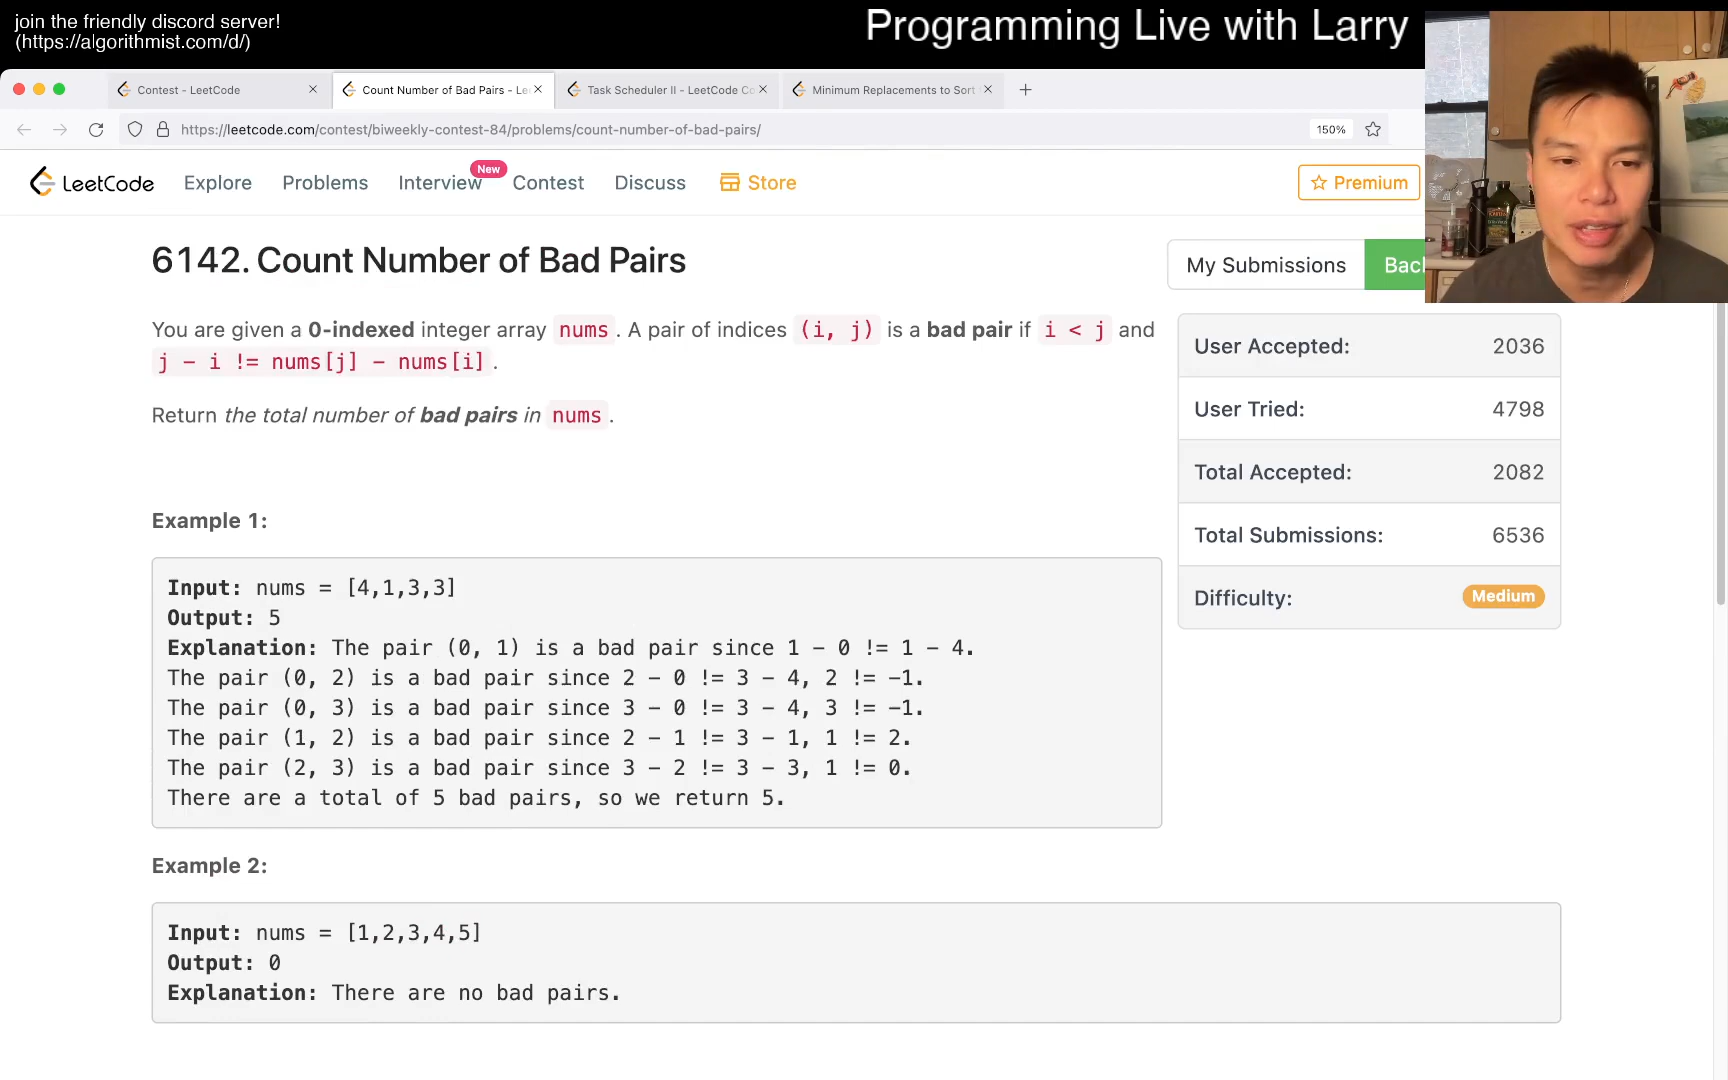 join the friendly discord server!
(https://algorithmist.com/d/)
Programming Live with Larry
Contest - LeetCode
Count Number of Bad Pairs - Le
Task Scheduler II - LeetCode Co
Minimum Replacements to Sort
https://leetcode.com/contest/biweekly-contest-84/problems/count-number-of-bad-pairs/
150%
LeetCode
Explore
Problems
Interview
New
Contest
Discuss
Store
Premium
6142. Count Number of Bad Pairs
My Submissions
Bac
You are given a 0-indexed integer array nums. A pair of indices (i, j) is a bad pair if i < j and
j - i != nums[j] - nums[i].
Return the total number of bad pairs in nums.
User Accepted: 2036
User Tried: 4798
Total Accepted: 2082
Total Submissions: 6536
Difficulty: Medium
Example 1:
Input: nums = [4,1,3,3]
Output: 5
Explanation: The pair (0, 1) is a bad pair since 1 - 0 != 1 - 4.
The pair (0, 2) is a bad pair since 2 - 0 != 3 - 4, 2 != -1.
The pair (0, 3) is a bad pair since 3 - 0 != 3 - 4, 3 != -1.
The pair (1, 2) is a bad pair since 2 - 1 != 3 - 1, 1 != 2.
The pair (2, 3) is a bad pair since 3 - 2 != 3 - 3, 1 != 0.
There are a total of 5 bad pairs, so we return 5.
Example 2:
Input: nums = [1,2,3,4,5]
Output: 0
Explanation: There are no bad pairs.